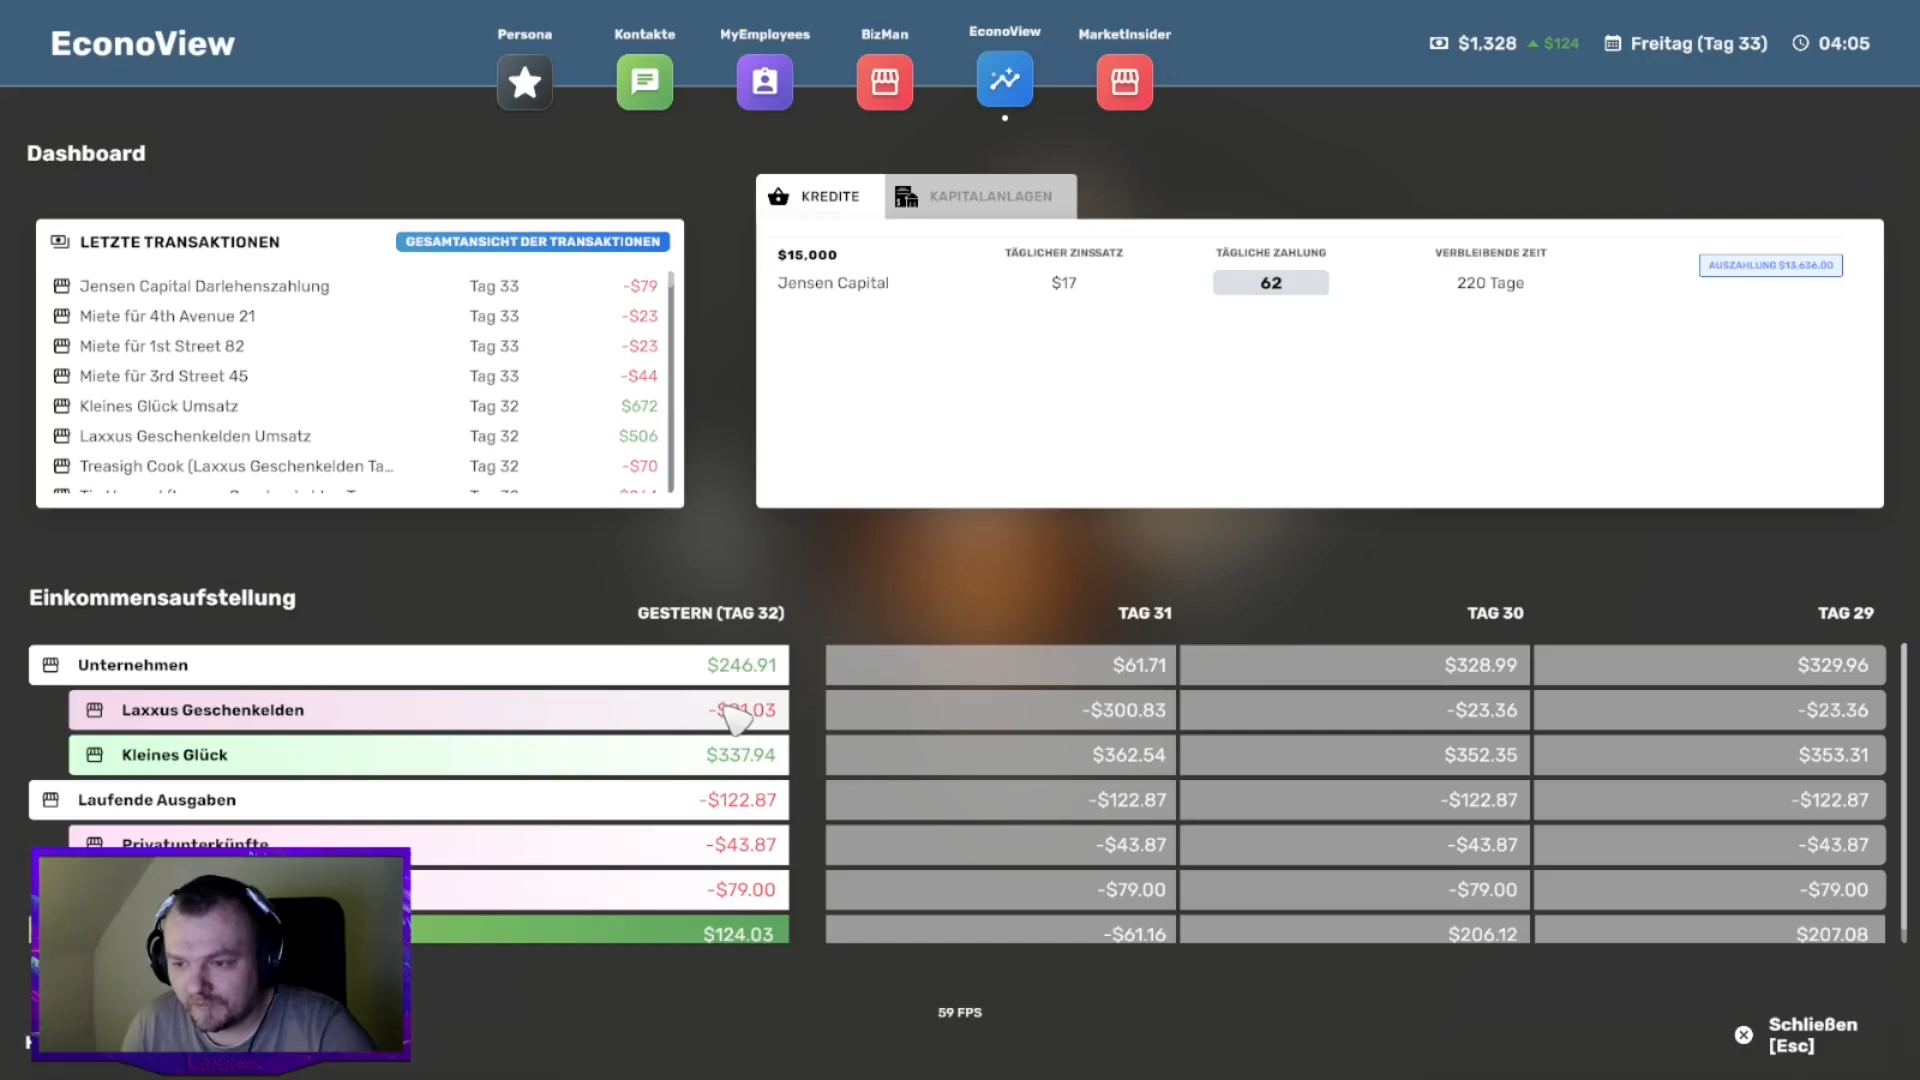 EconoView
Persona
Kontakte
MyEmployees
BizMan
EconoView
MarketInsider
$1,328
$124
Freitag (Tag 33)
04:05
Dashboard
LETZTE TRANSAKTIONEN
GESAMTANSICHT DER TRANSAKTIONEN
Jensen Capital Darlehenszahlung Tag 33 -$79
Miete für 4th Avenue 21 Tag 33 -$23
Miete für 1st Street 82 Tag 33 -$23
Miete für 3rd Street 45 Tag 33 -$44
Kleines Glück Umsatz Tag 32 $672
Laxxus Geschenkelden Umsatz Tag 32 $506
Treasigh Cook (Laxxus Geschenkelden Ta... Tag 32 -$70
KREDITE
KAPITALANLAGEN
$15,000 TÄGLICHER ZINSSATZ TÄGLICHE ZAHLUNG VERBLEIBENDE ZEIT
AUSZAHLUNG $13,636.00
Jensen Capital $17 62 220 Tage
Einkommensaufstellung
GESTERN (TAG 32) TAG 31 TAG 30 TAG 29
Unternehmen $246.91 $61.71 $328.99 $329.96
Laxxus Geschenkelden -$300.83 -$23.36 -$23.36
Kleines Glück $337.94 $362.54 $352.35 $353.31
Laufende Ausgaben -$122.87 -$122.87 -$122.87 -$122.87
Privatunterkünfte -$43.87 -$43.87 -$43.87 -$43.87
-$79.00 -$79.00 -$79.00 -$79.00
$124.03 -$61.16 $206.12 $207.08
59 FPS
Schließen
[Esc]